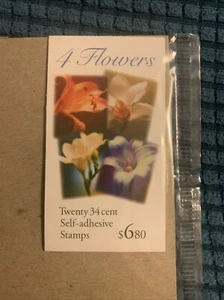 4 Flowers
Twenty 34 cent
Self-adhesive
Stamps $6.80